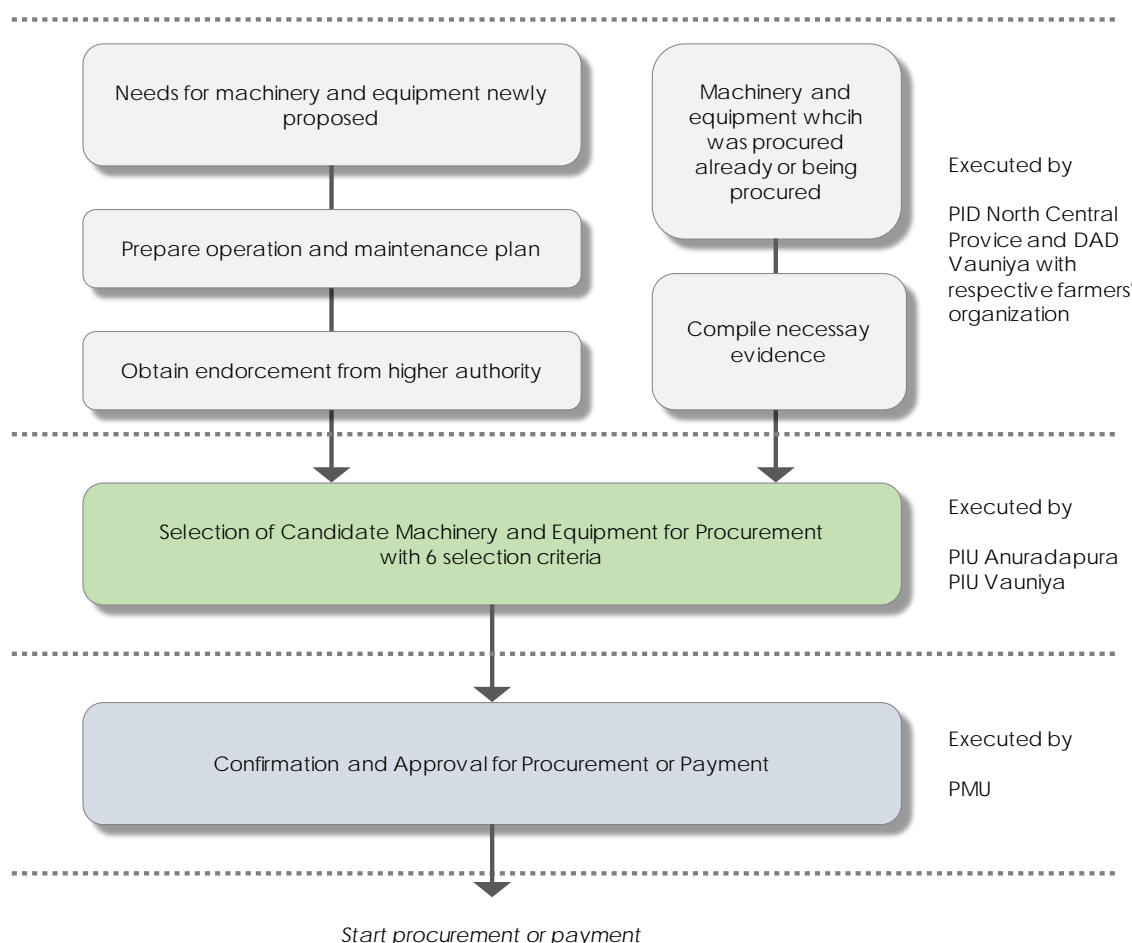 Needs for machinery and equipment newly
proposed
Prepare operation and maintenance plan
Obtain endorcement from higher authority
Machinery and
equipment whcih
was procured
already or being
procured
Compile necessay
evidence
Executed by
PID North Central
Provice and DAD
Vauniya with
respective farmers'
organization
Selection of Candidate Machinery and Equipment for Procurement
with 6 selection criteria
Executed by
PIU Anuradapura
PIU Vauniya
Confirmation and Approval for Procurement or Payment
Executed by
PMU
Start procurement or payment